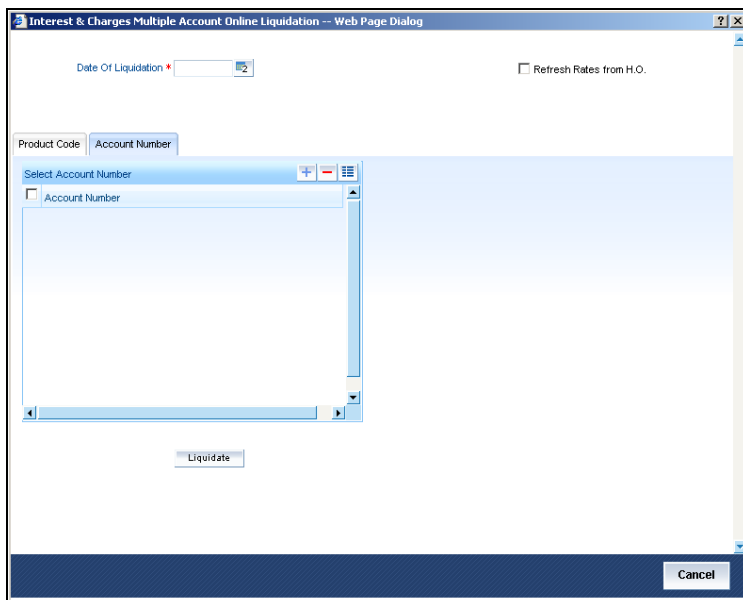 Interest & Charges Multiple Account Online Liquidation -- Web Page Dialog
Date Of Liquidation *
Refresh Rates from H.O.
Product Code Account Number
Select Account Number
Account Number
Liquidate
Cancel